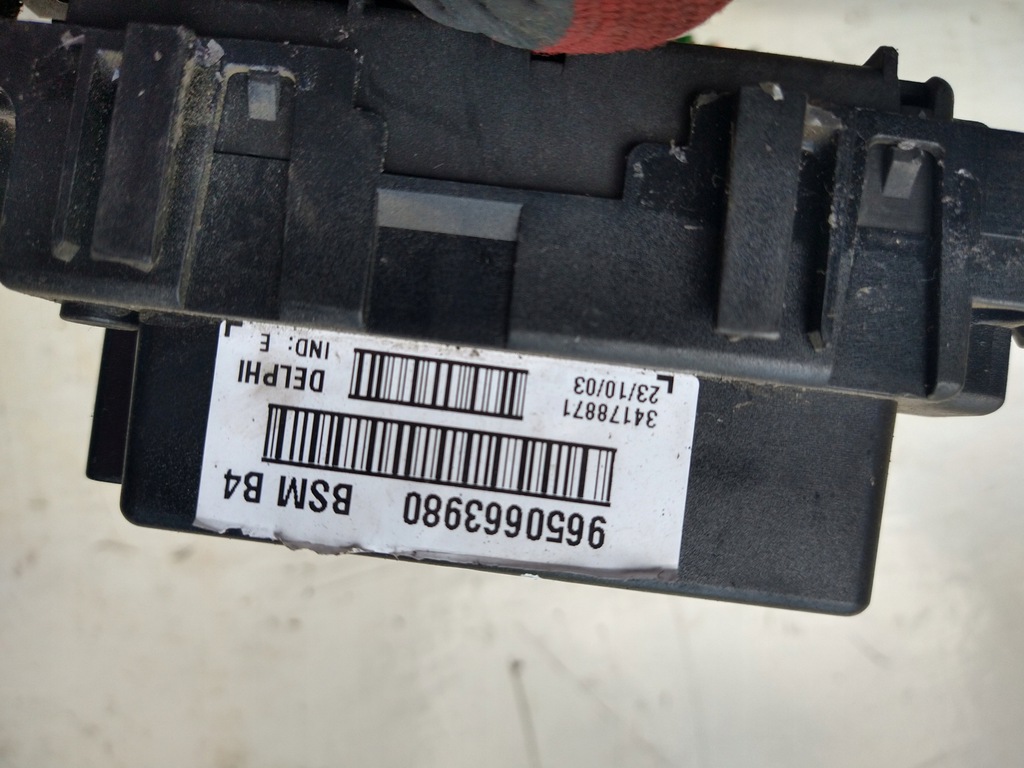 9650663980 BSM B4
34178871 DELPHI
23/10/03 IND: E